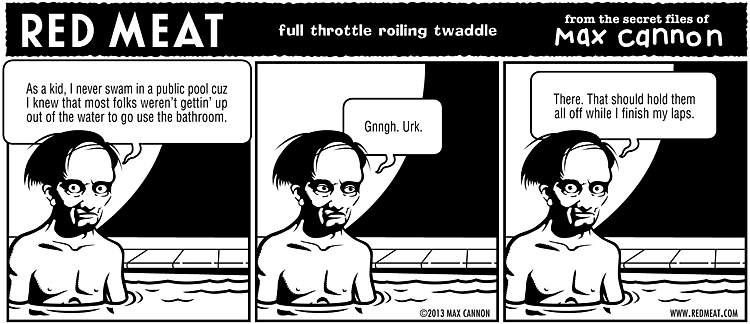 RED MEAT
full throttle roiling twaddle
from the secret files of
Max cannon
As a kid, I never swam in a public pool cuz
I knew that most folks weren't gettin' up
out of the water to go use the bathroom.
Gnngh. Urk.
©2013 MAX CANNON
There. That should hold them
all off while I finish my laps.
WWW.REDMEAT.COM